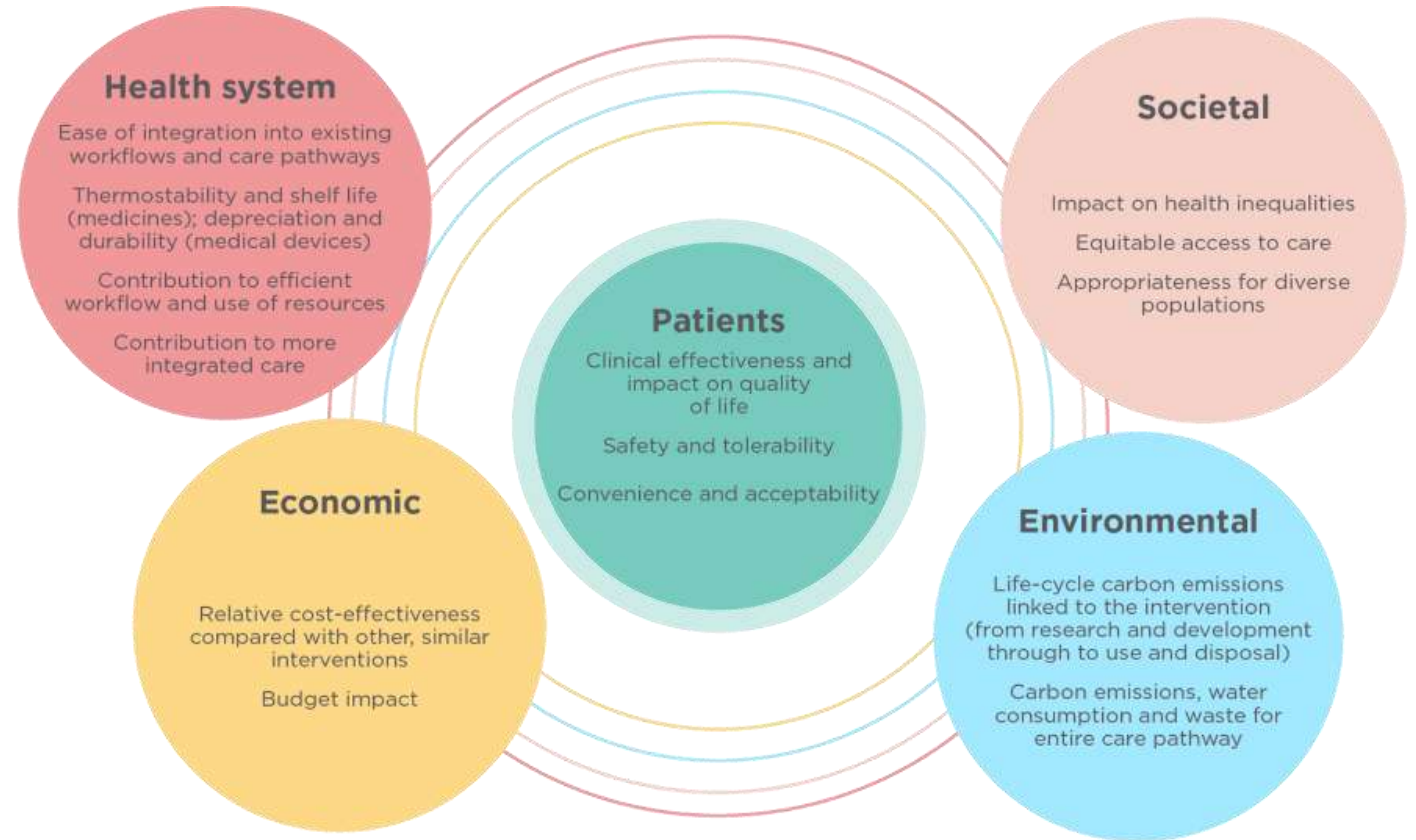 Health system
Ease of integration into existing
workflows and care pathways
Thermostability and shelf life
(medicines); depreciation and
durability (medical devices)
Contribution to efficient
workflow and use of resources
Contribution to more
integrated care
Societal
Impact on health inequalities
Equitable access to care
Appropriateness for diverse
populations
Patients
Clinical effectiveness and
impact on quality
of life
Safety and tolerability
Convenience and acceptability
Economic
Relative cost-effectiveness
compared with other, similar
interventions
Budget impact
Environmental
Life-cycle carbon emissions
linked to the intervention
(from research and development
through to use and disposal)
Carbon emissions, water
consumption and waste for
entire care pathway